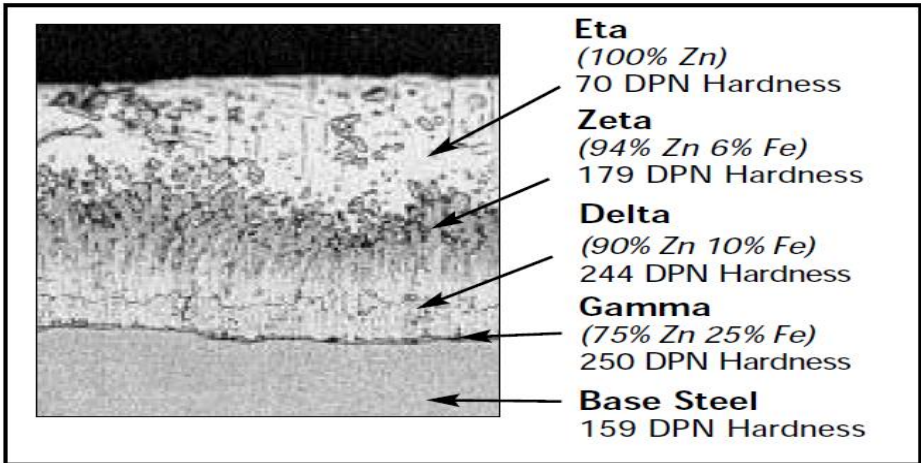 Eta
(100% Zn)
70 DPN Hardness
Zeta
(94% Zn 6% Fe)
179 DPN Hardness
Delta
(90% Zn 10% Fe)
244 DPN Hardness
Gamma
(75% Zn 25% Fe)
250 DPN Hardness
Base Steel
159 DPN Hardness